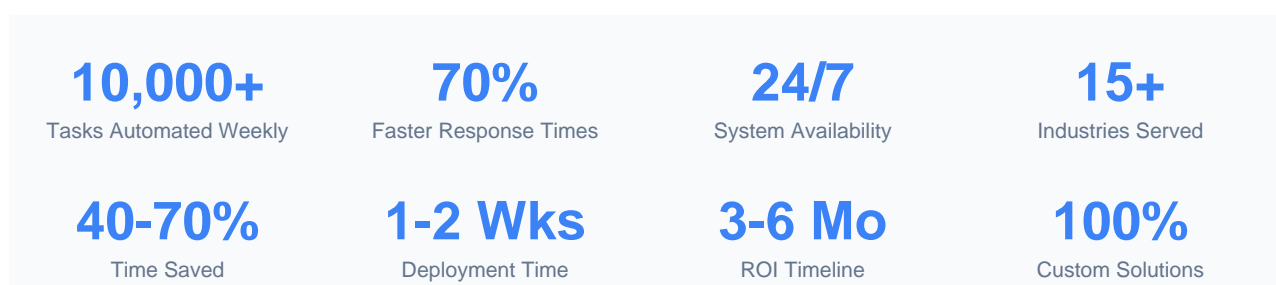 10,000+ 70% 24/7 15+
Tasks Automated Weekly Faster Response Times System Availability Industries Served
40-70% 1-2 Wks 3-6 Mo 100%
Time Saved Deployment Time ROI Timeline Custom Solutions